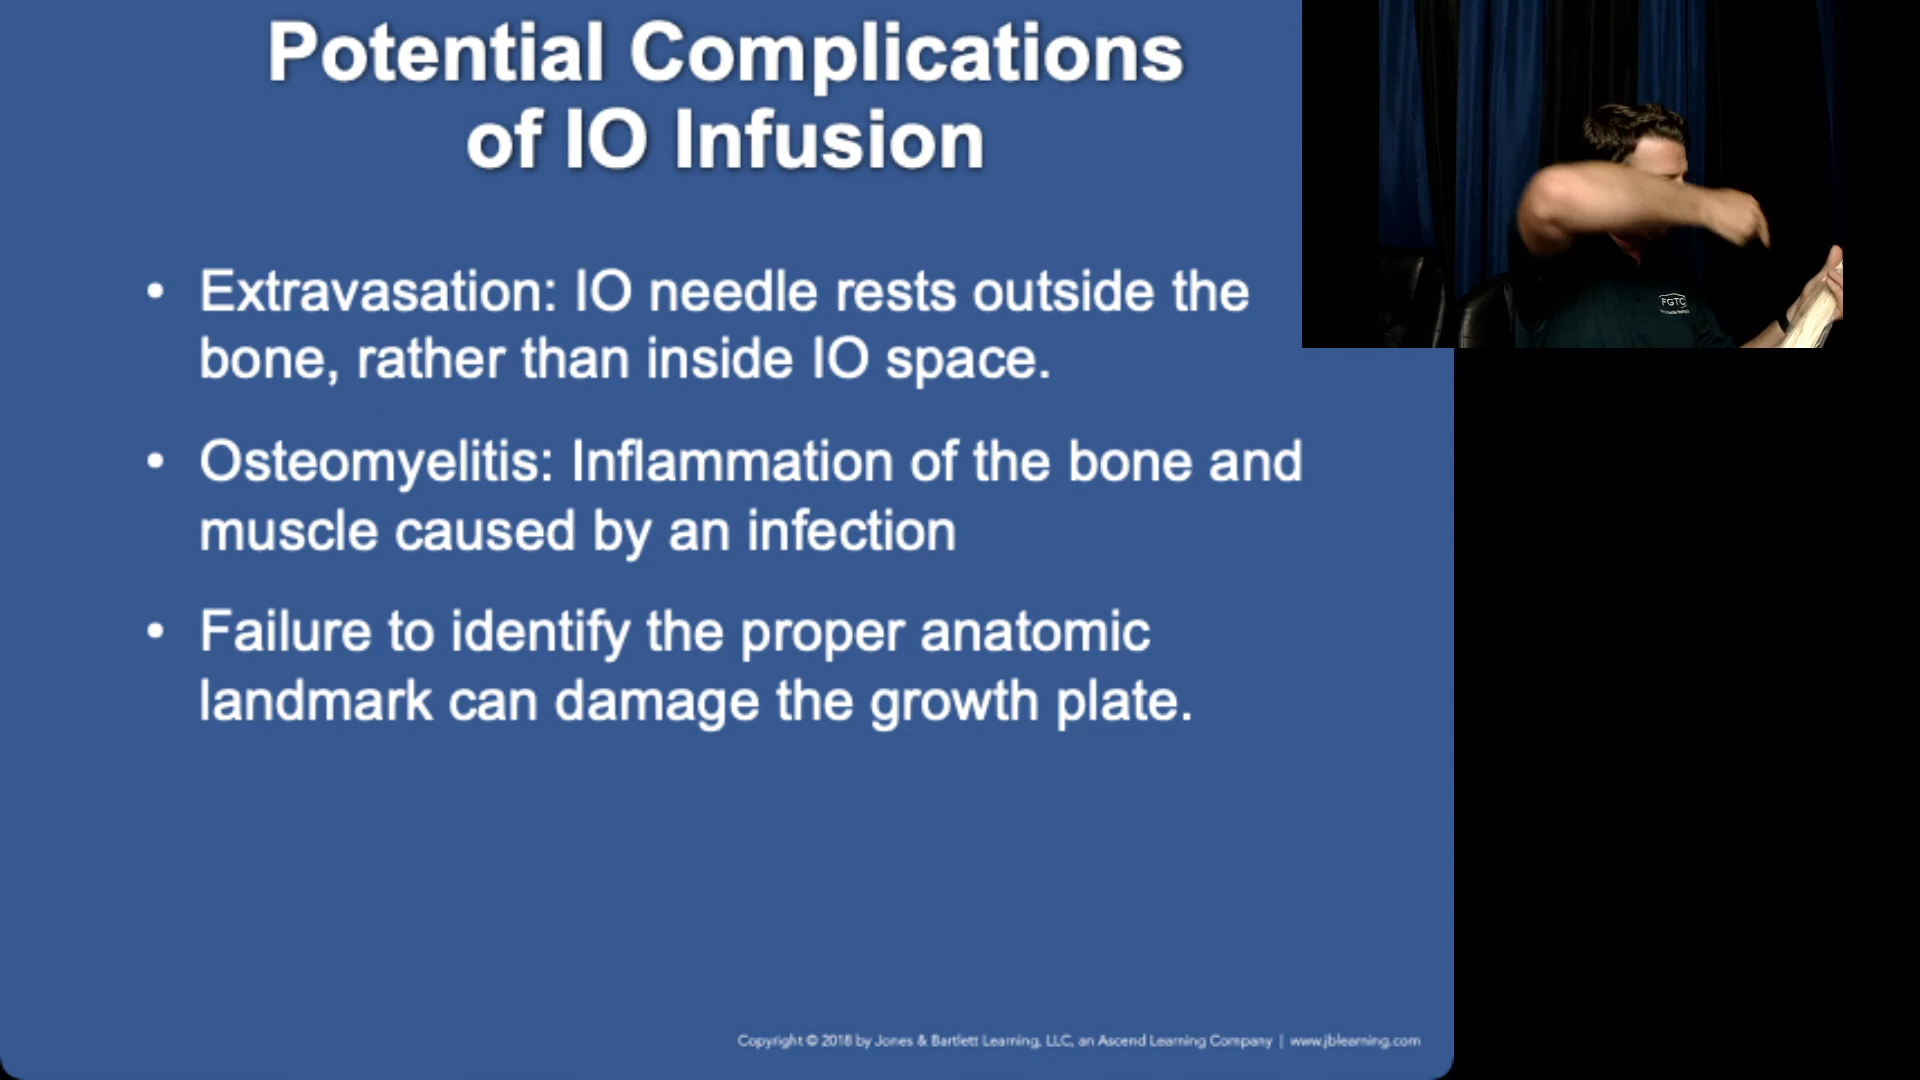 Potential Complications
of IO Infusion
• Extravasation: IO needle rests outside the
bone, rather than inside IO space.
• Osteomyelitis: Inflammation of the bone and
muscle caused by an infection
• Failure to identify the proper anatomic
landmark can damage the growth plate.
Copyright © 2018 by Jones & Bartlett Learning, LLC, an Ascend Learning Company | www.jblearning.com
FGTC